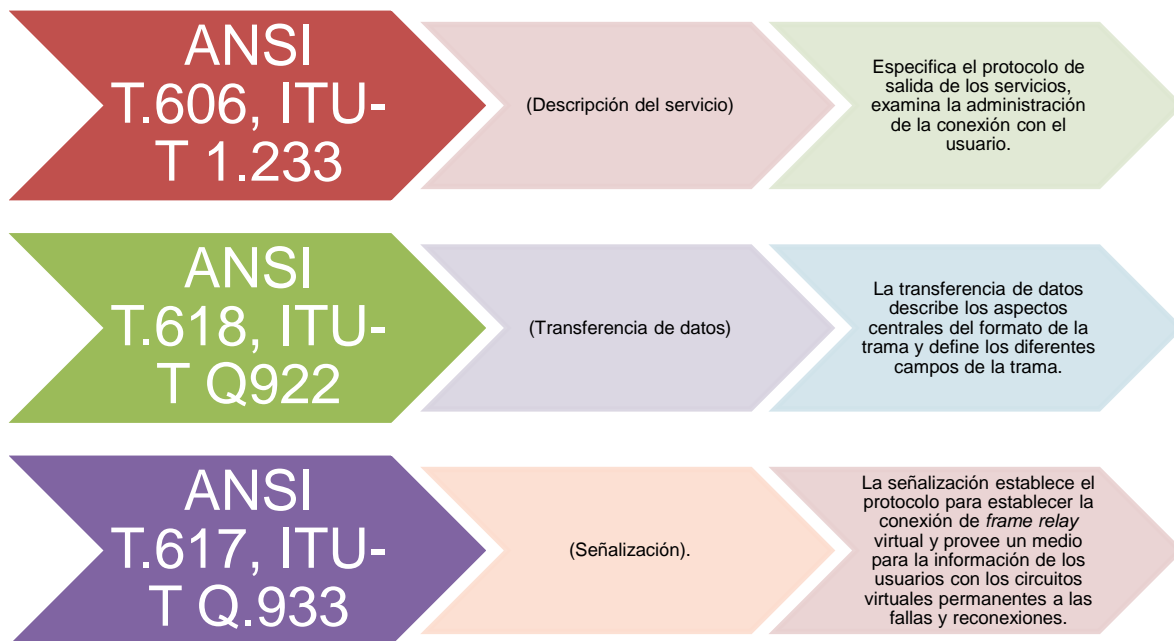 ANSI
T.606, ITU-
T 1.233
(Descripción del servicio)
Especifica el protocolo de
salida de los servicios,
examina la administración
de la conexión con el
usuario.
ANSI
T.618, ITU-
T Q922
(Transferencia de datos)
La transferencia de datos
describe los aspectos
centrales del formato de la
trama y define los diferentes
campos de la trama.
ANSI
T.617, ITU-
T Q.933
(Señalización).
La señalización establece el
protocolo para establecer la
conexión de frame relay
virtual y provee un medio
para la información de los
usuarios con los circuitos
virtuales permanentes a las
fallas y reconexiones.